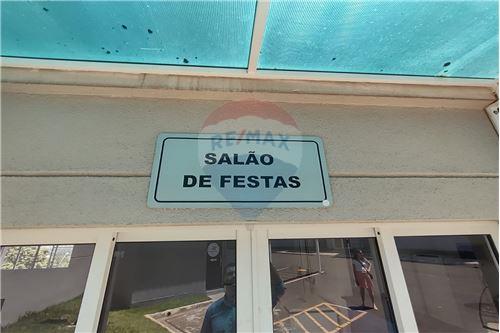 RE/MAX
SALÃO
DE FESTAS